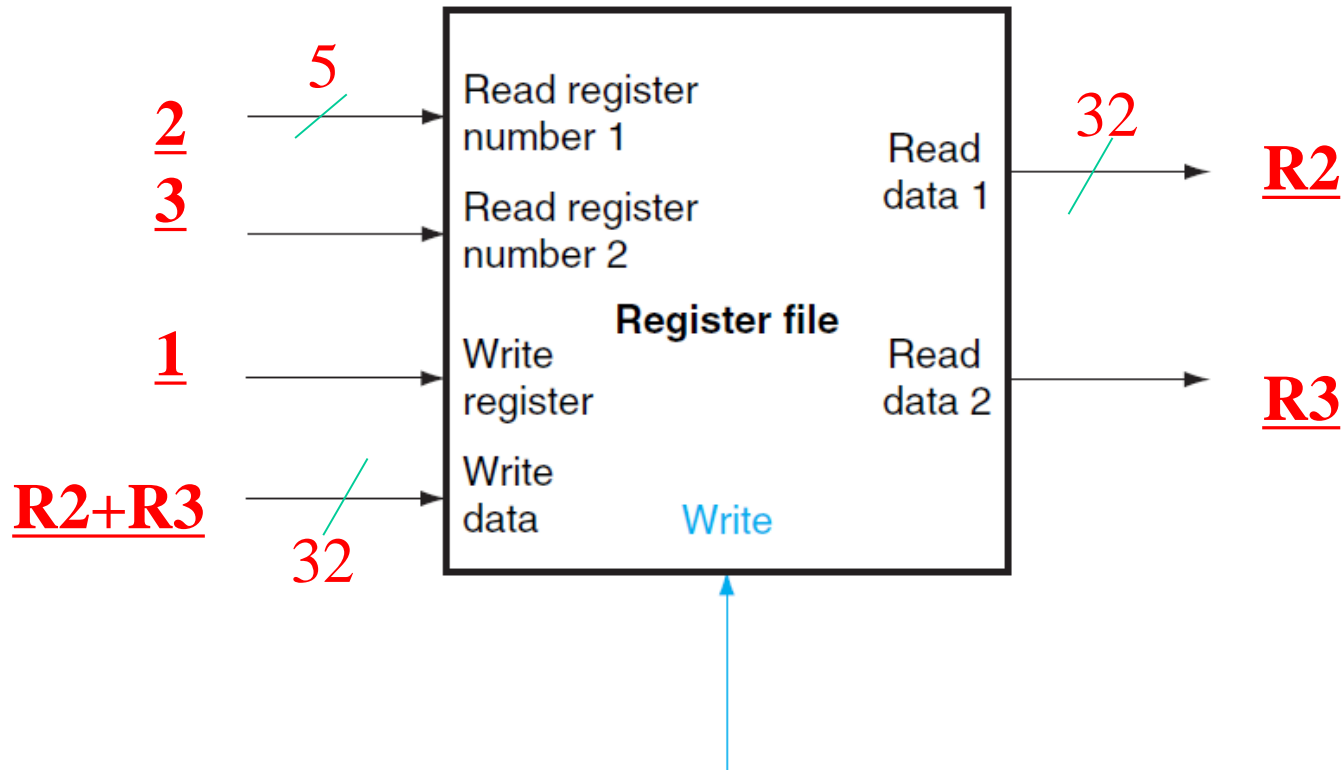 5
2
Read register
number 1
32
Read
data 1
R2
3
Read register
number 2
Register file
1
Write
register
Read
data 2
R3
R2+R3
32
Write
data
Write